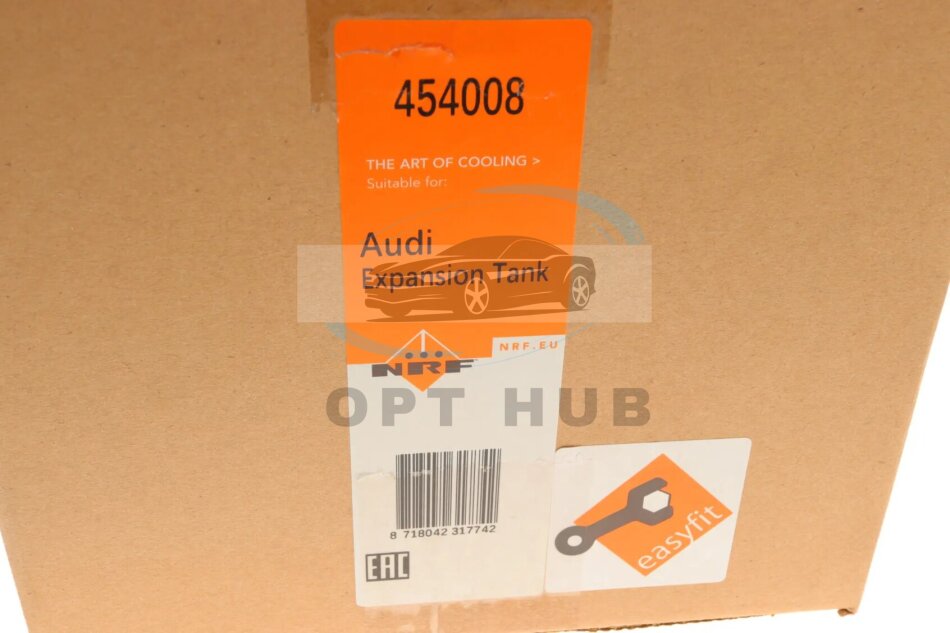 454008
THE ART OF COOLING >
Suitable for:
Audi
Expansion Tank
NRF.EU
NRF
OPT HUB
8 718042 317742
EAC
easyfit